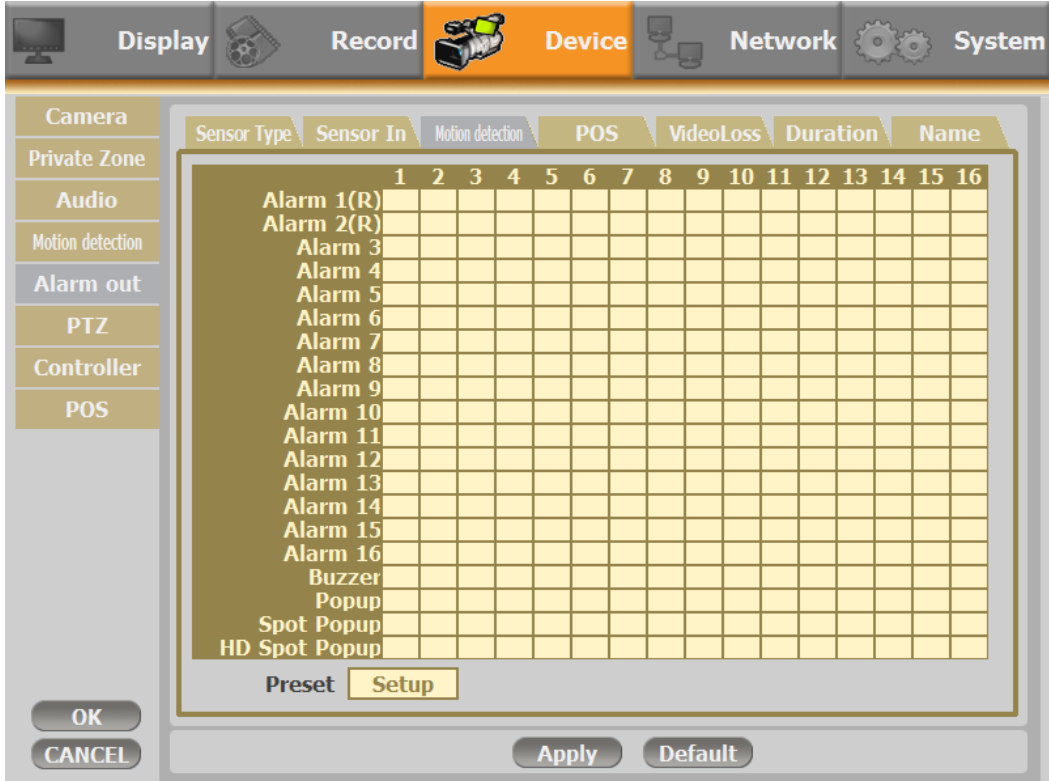 Display Record Device Network System
Camera
Private Zone
Audio
Motion detection
Alarm out
PTZ
Controller
POS
OK
CANCEL
Sensor Type Sensor In Motion detection POS VideoLoss Duration Name
1 2 3 4 5 6 7 8 9 10 11 12 13 14 15 16
Alarm 1(R)
Alarm 2(R)
Alarm 3
Alarm 4
Alarm 5
Alarm 6
Alarm 7
Alarm 8
Alarm 9
Alarm 10
Alarm 11
Alarm 12
Alarm 13
Alarm 14
Alarm 15
Alarm 16
Buzzer
Popup
Spot Popup
HD Spot Popup
Preset Setup
Apply Default